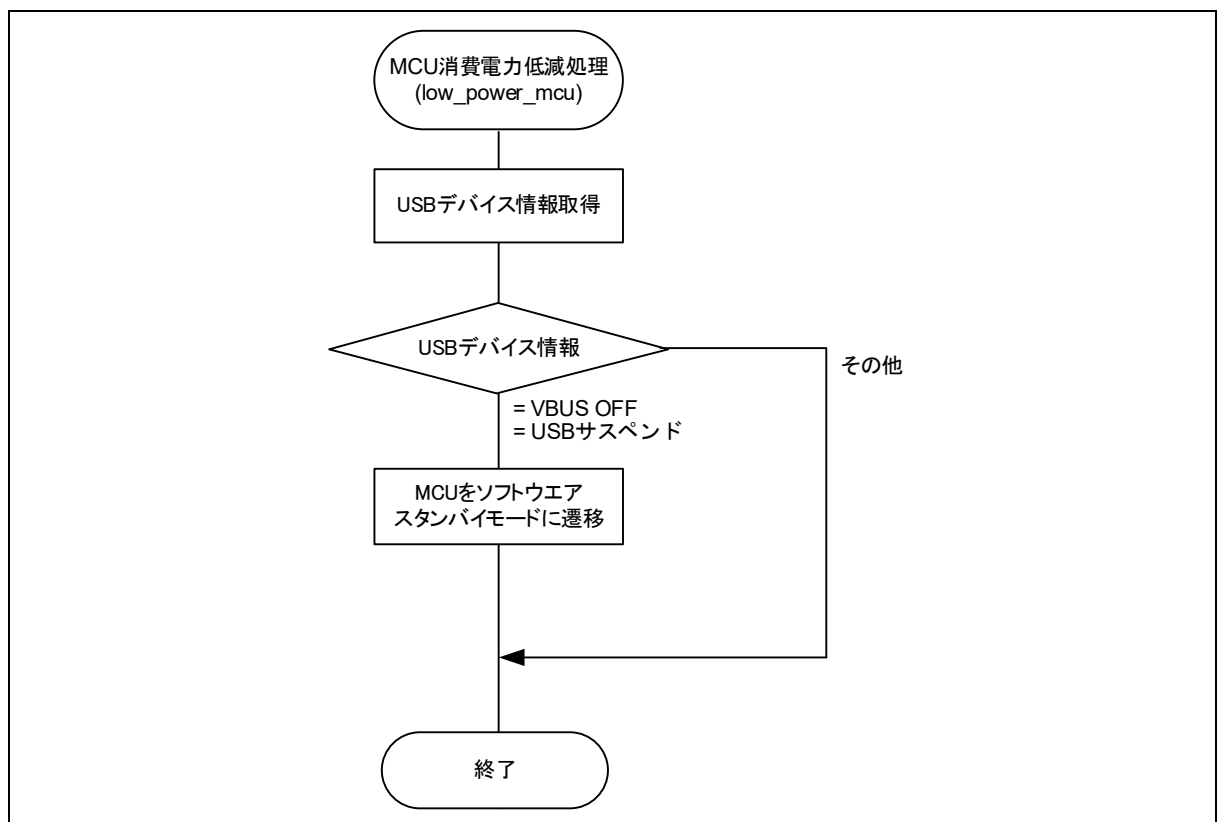 MCU消費電力低減処理
(low_power_mcu)
USBデバイス情報取得
USBデバイス情報
その他
= VBUS OFF
= USBサスペンド
MCUをソフトウエア
スタンバイモードに遷移
終了